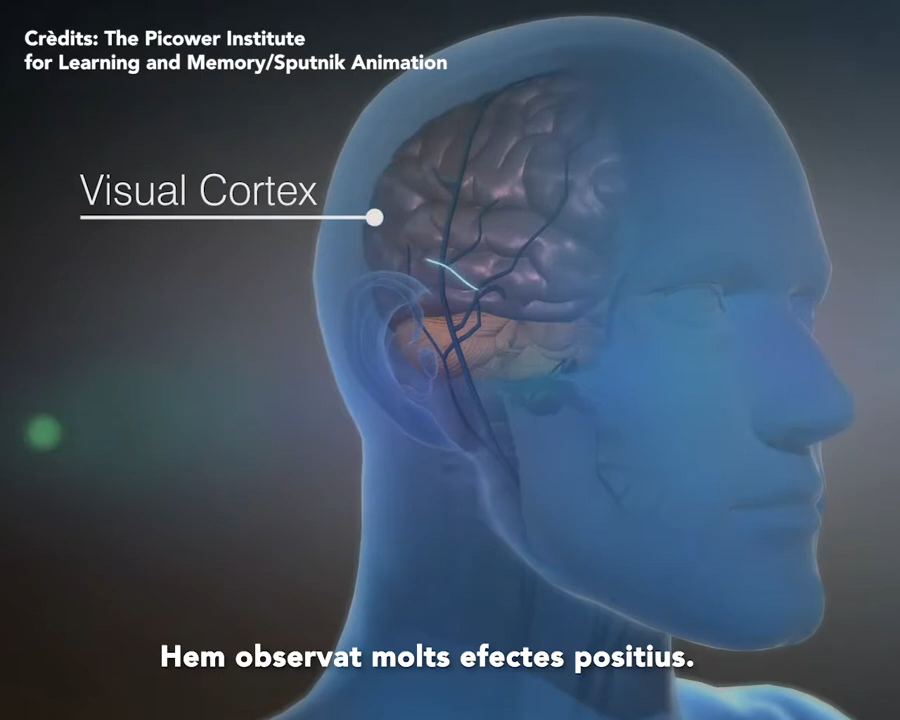 Crèdits: The Picower Institute
for Learning and Memory/Sputnik Animation
Visual Cortex
Hem observat molts efectes positius.